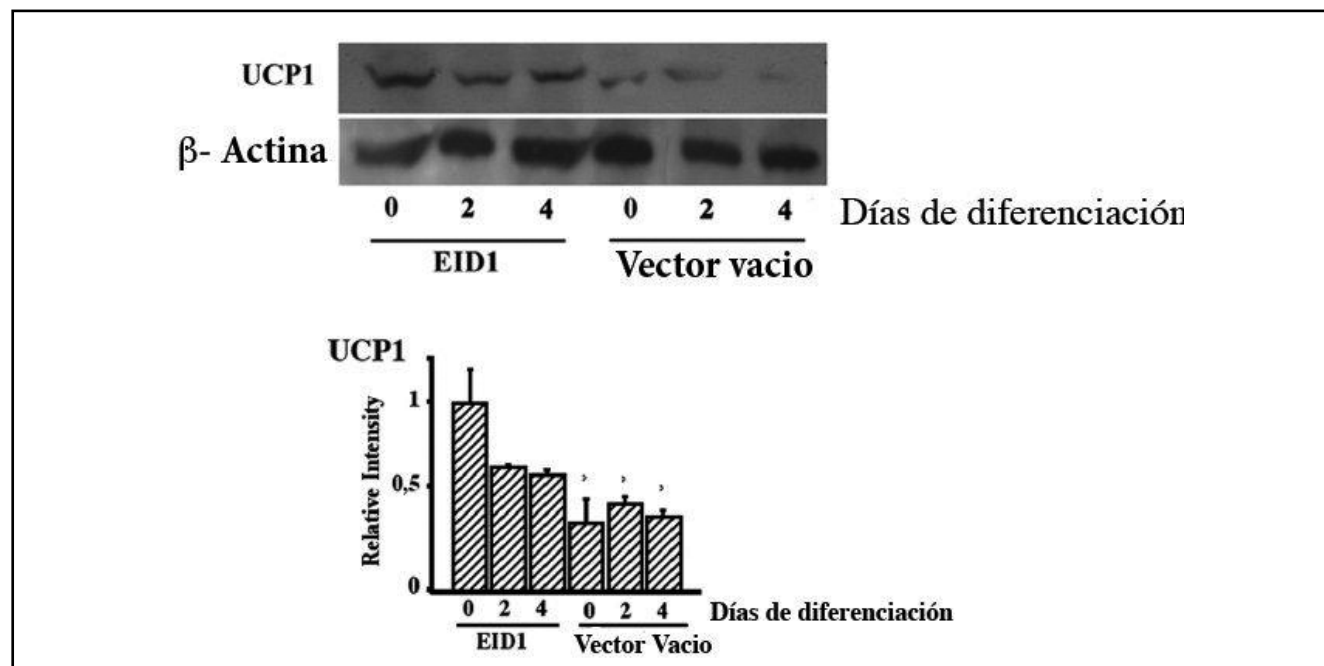 UCP1
β- Actina
0 2 4 0 2 4 Días de diferenciación
EID1 Vector vacio
UCP1
Relative Intensity
1
0,5
0
0 2 4 0 2 4 Días de diferenciación
EID1 Vector Vacio